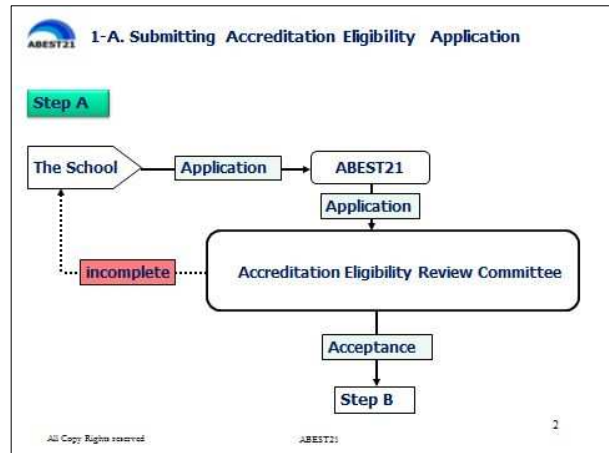 ABEST21
1-A. Submitting Accreditation Eligibility Application
Step A
The School
Application
ABEST21
Application
incomplete
Accreditation Eligibility Review Committee
Acceptance
Step B
2
All Copy Rights reserved
ABEST21